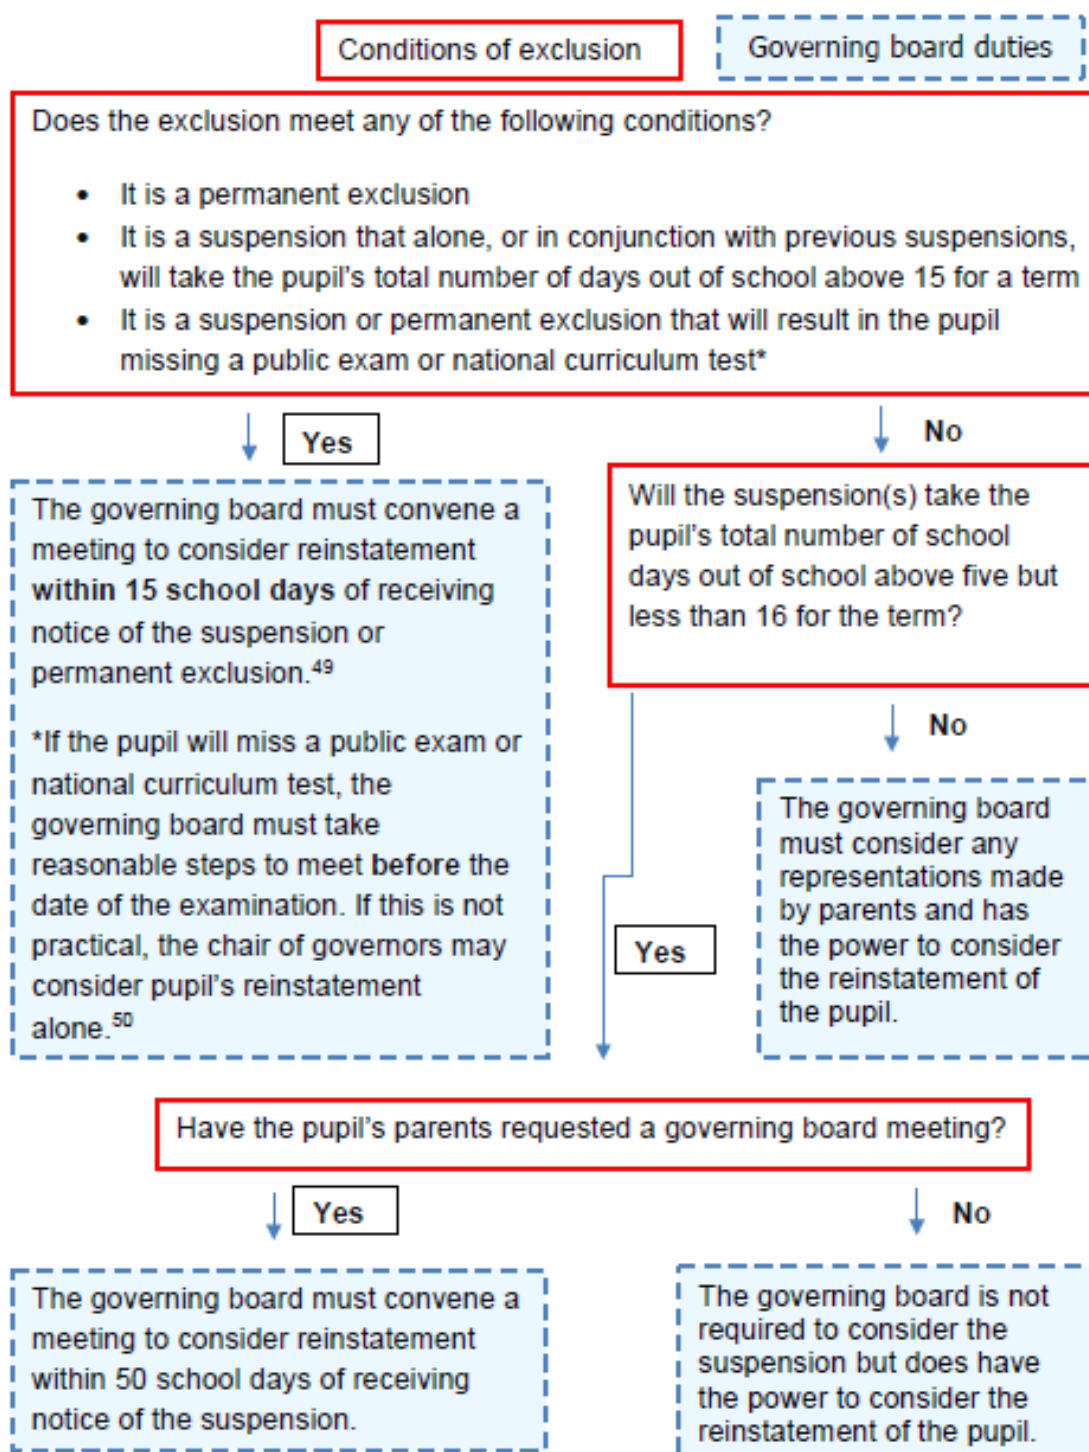 Conditions of exclusion
Governing board duties
Does the exclusion meet any of the following conditions?
• It is a permanent exclusion
• It is a suspension that alone, or in conjunction with previous suspensions,
will take the pupil's total number of days out of school above 15 for a term
• It is a suspension or permanent exclusion that will result in the pupil
missing a public exam or national curriculum test*
Yes
No
The governing board must convene a
meeting to consider reinstatement
within 15 school days of receiving
notice of the suspension or
permanent exclusion.⁴⁹
*If the pupil will miss a public exam or
national curriculum test, the
governing board must take
reasonable steps to meet before the
date of the examination. If this is not
practical, the chair of governors may
consider pupil's reinstatement
alone.⁵⁰
Will the suspension(s) take the
pupil's total number of school
days out of school above five but
less than 16 for the term?
No
Yes
The governing board
must consider any
representations made
by parents and has
the power to consider
the reinstatement of
the pupil.
Have the pupil's parents requested a governing board meeting?
Yes
No
The governing board must convene a
meeting to consider reinstatement
within 50 school days of receiving
notice of the suspension.
The governing board is not
required to consider the
suspension but does have
the power to consider the
reinstatement of the pupil.